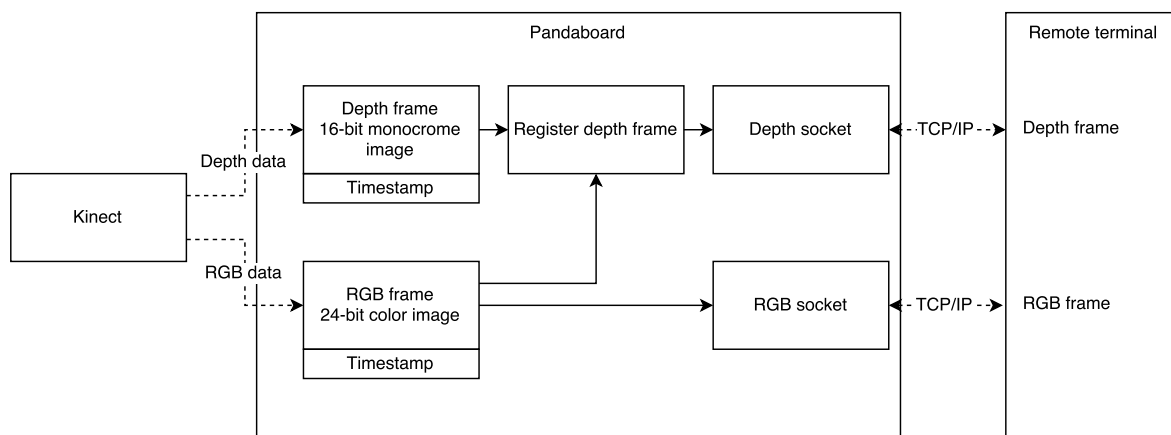 Pandaboard
Remote terminal
Depth frame
16-bit monocrome
image
Timestamp
Register depth frame
Depth socket
TCP/IP
Depth frame
Depth data
Kinect
RGB data
RGB frame
24-bit color image
Timestamp
RGB socket
TCP/IP
RGB frame